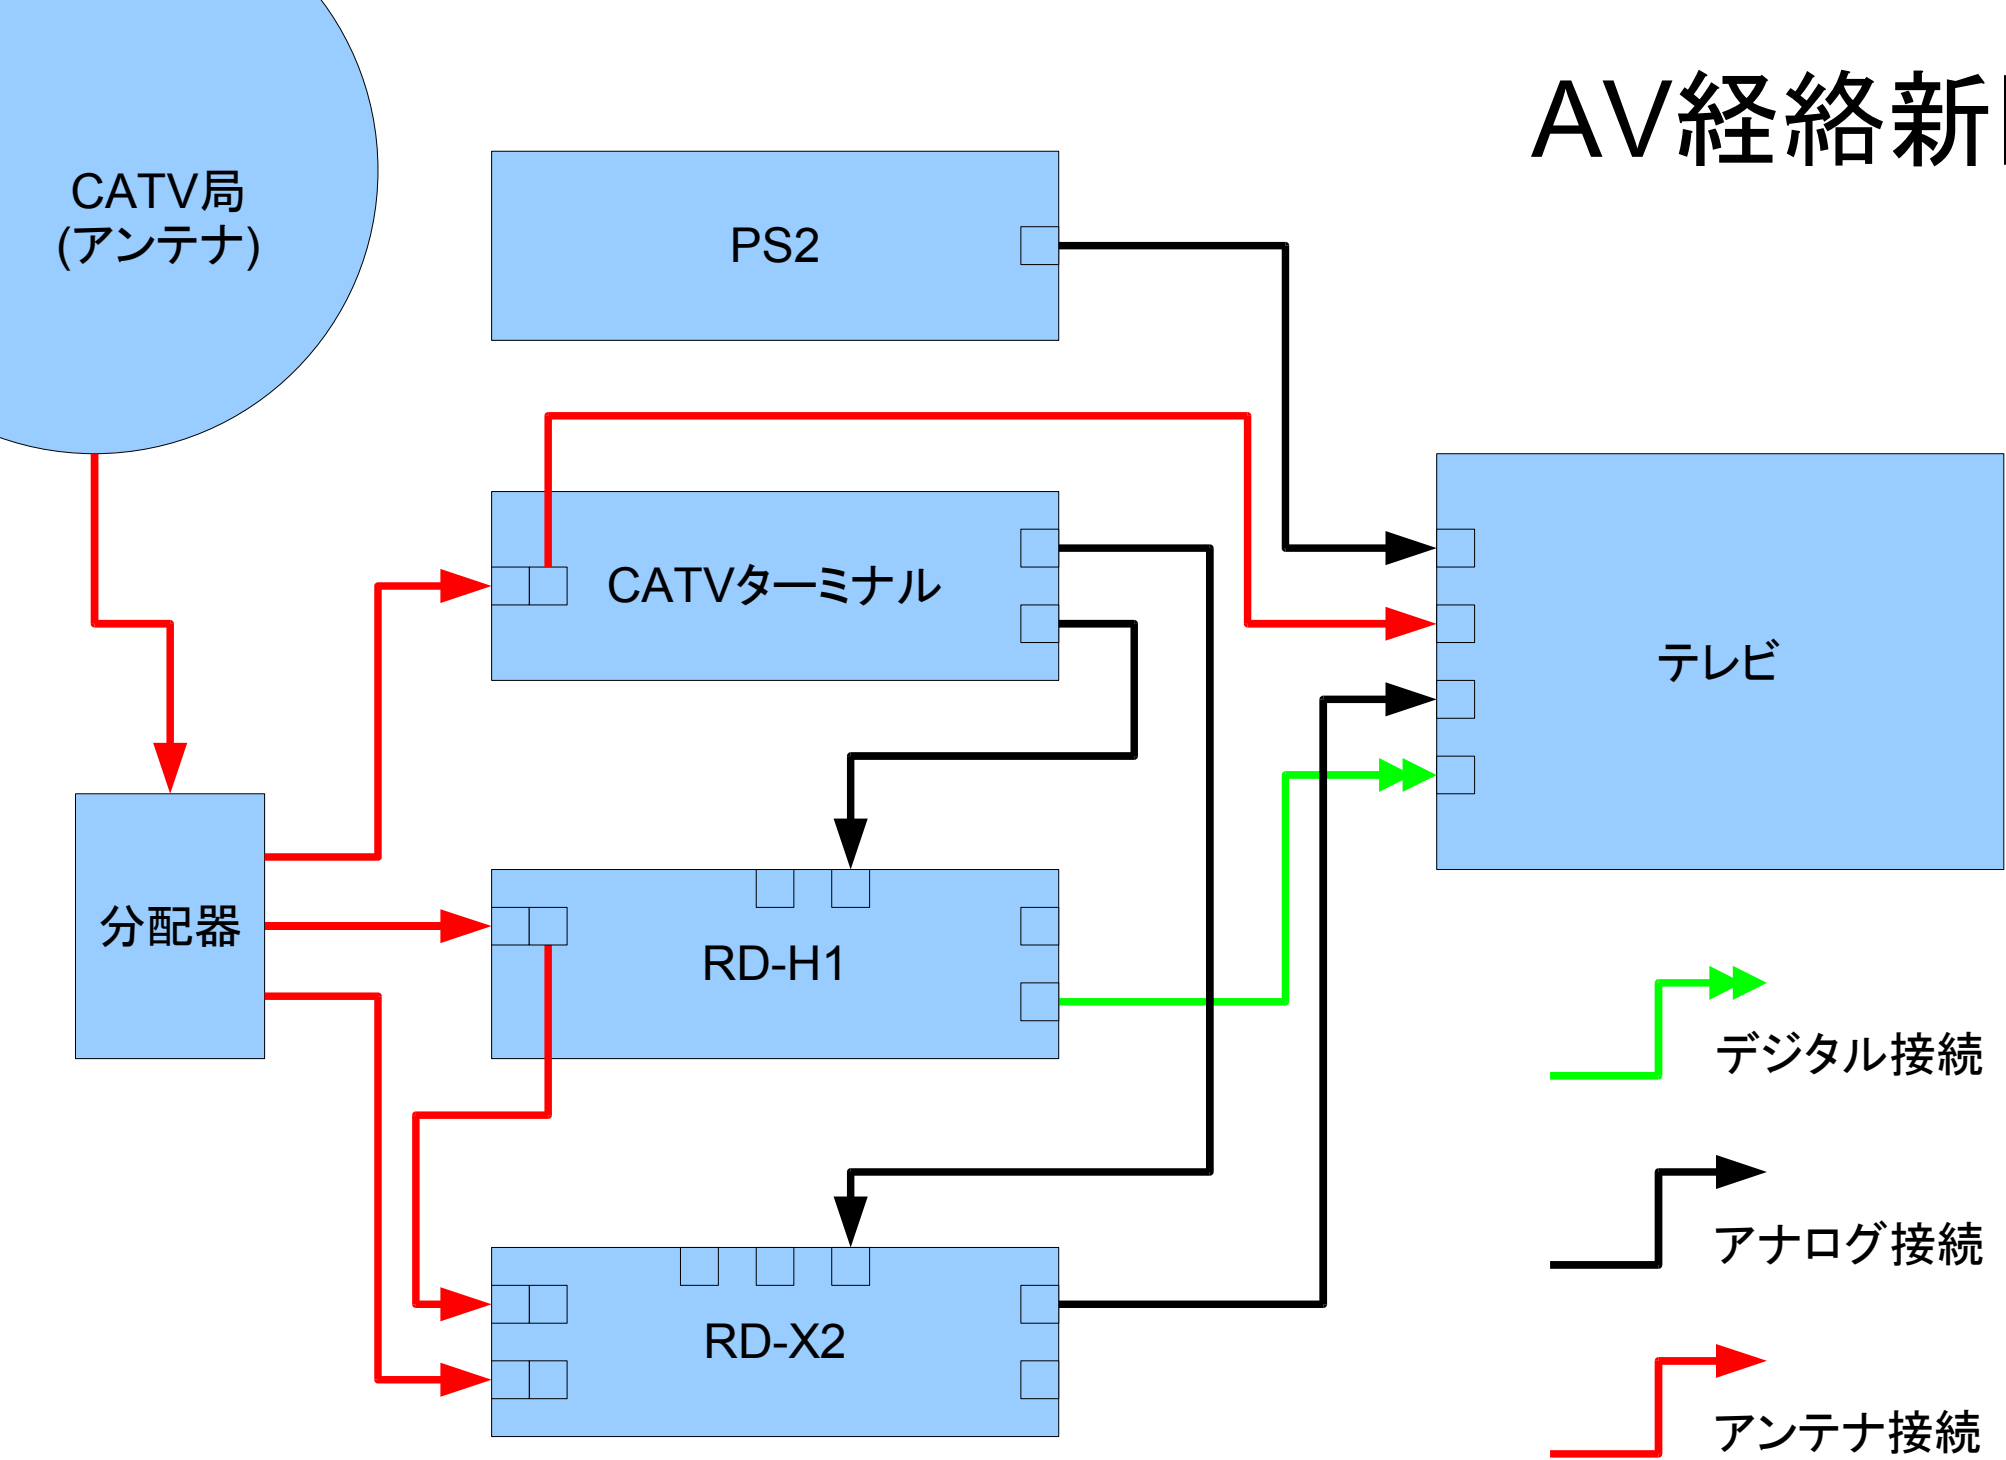 AV経絡新
CATV局
(アンテナ)
PS2
CATVターミナル
テレビ
分配器
RD-H1
デジタル接続
アナログ接続
RD-X2
アンテナ接続